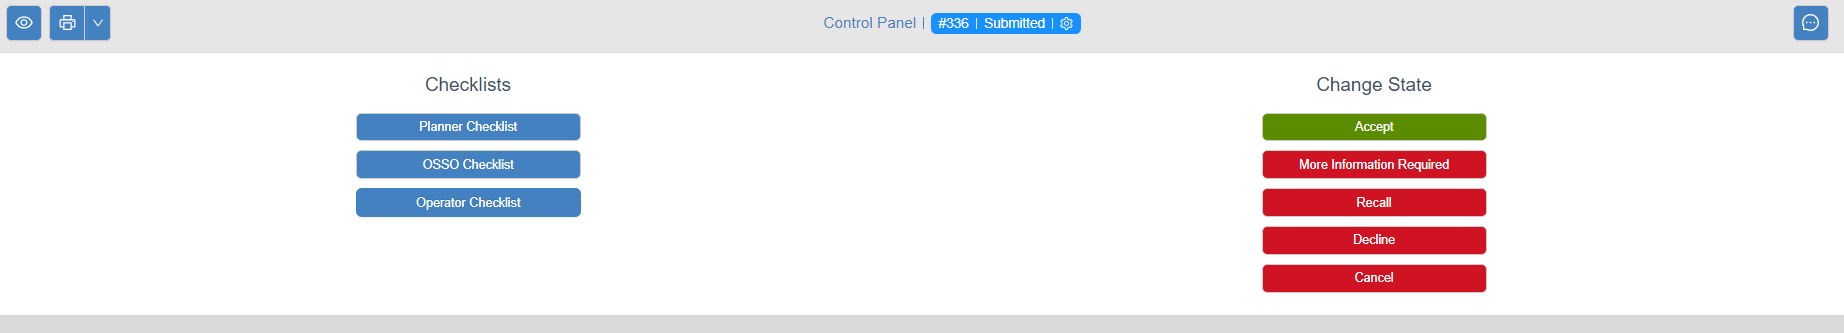 Control Panel | #336 | Submitted |
Checklists
Planner Checklist
OSSO Checklist
Operator Checklist
Change State
Accept
More Information Required
Recall
Decline
Cancel